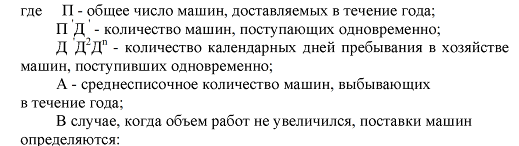 где П - общее число машин, доставляемых в течение года;
П'Д' - количество машин, поступающих одновременно;
Д'Д²Дⁿ - количество календарных дней пребывания в хозяйстве
машин, поступивших одновременно;
А - среднесписочное количество машин, выбывающих
в течение года;
В случае, когда объем работ не увеличился, поставки машин
определяются: